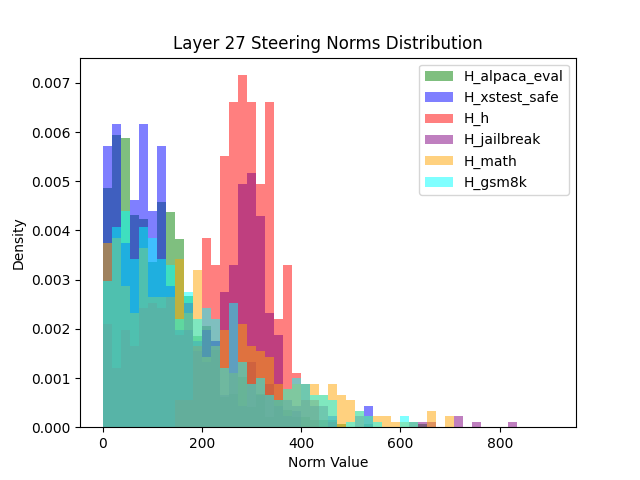 Layer 27 Steering Norms Distribution
H_alpaca_eval
H_xstest_safe
H_h
H_jailbreak
H_math
H_gsm8k
0.007
0.006
0.005
0.004
0.003
0.002
0.001
0.000
Density
0 200 400 600 800
Norm Value